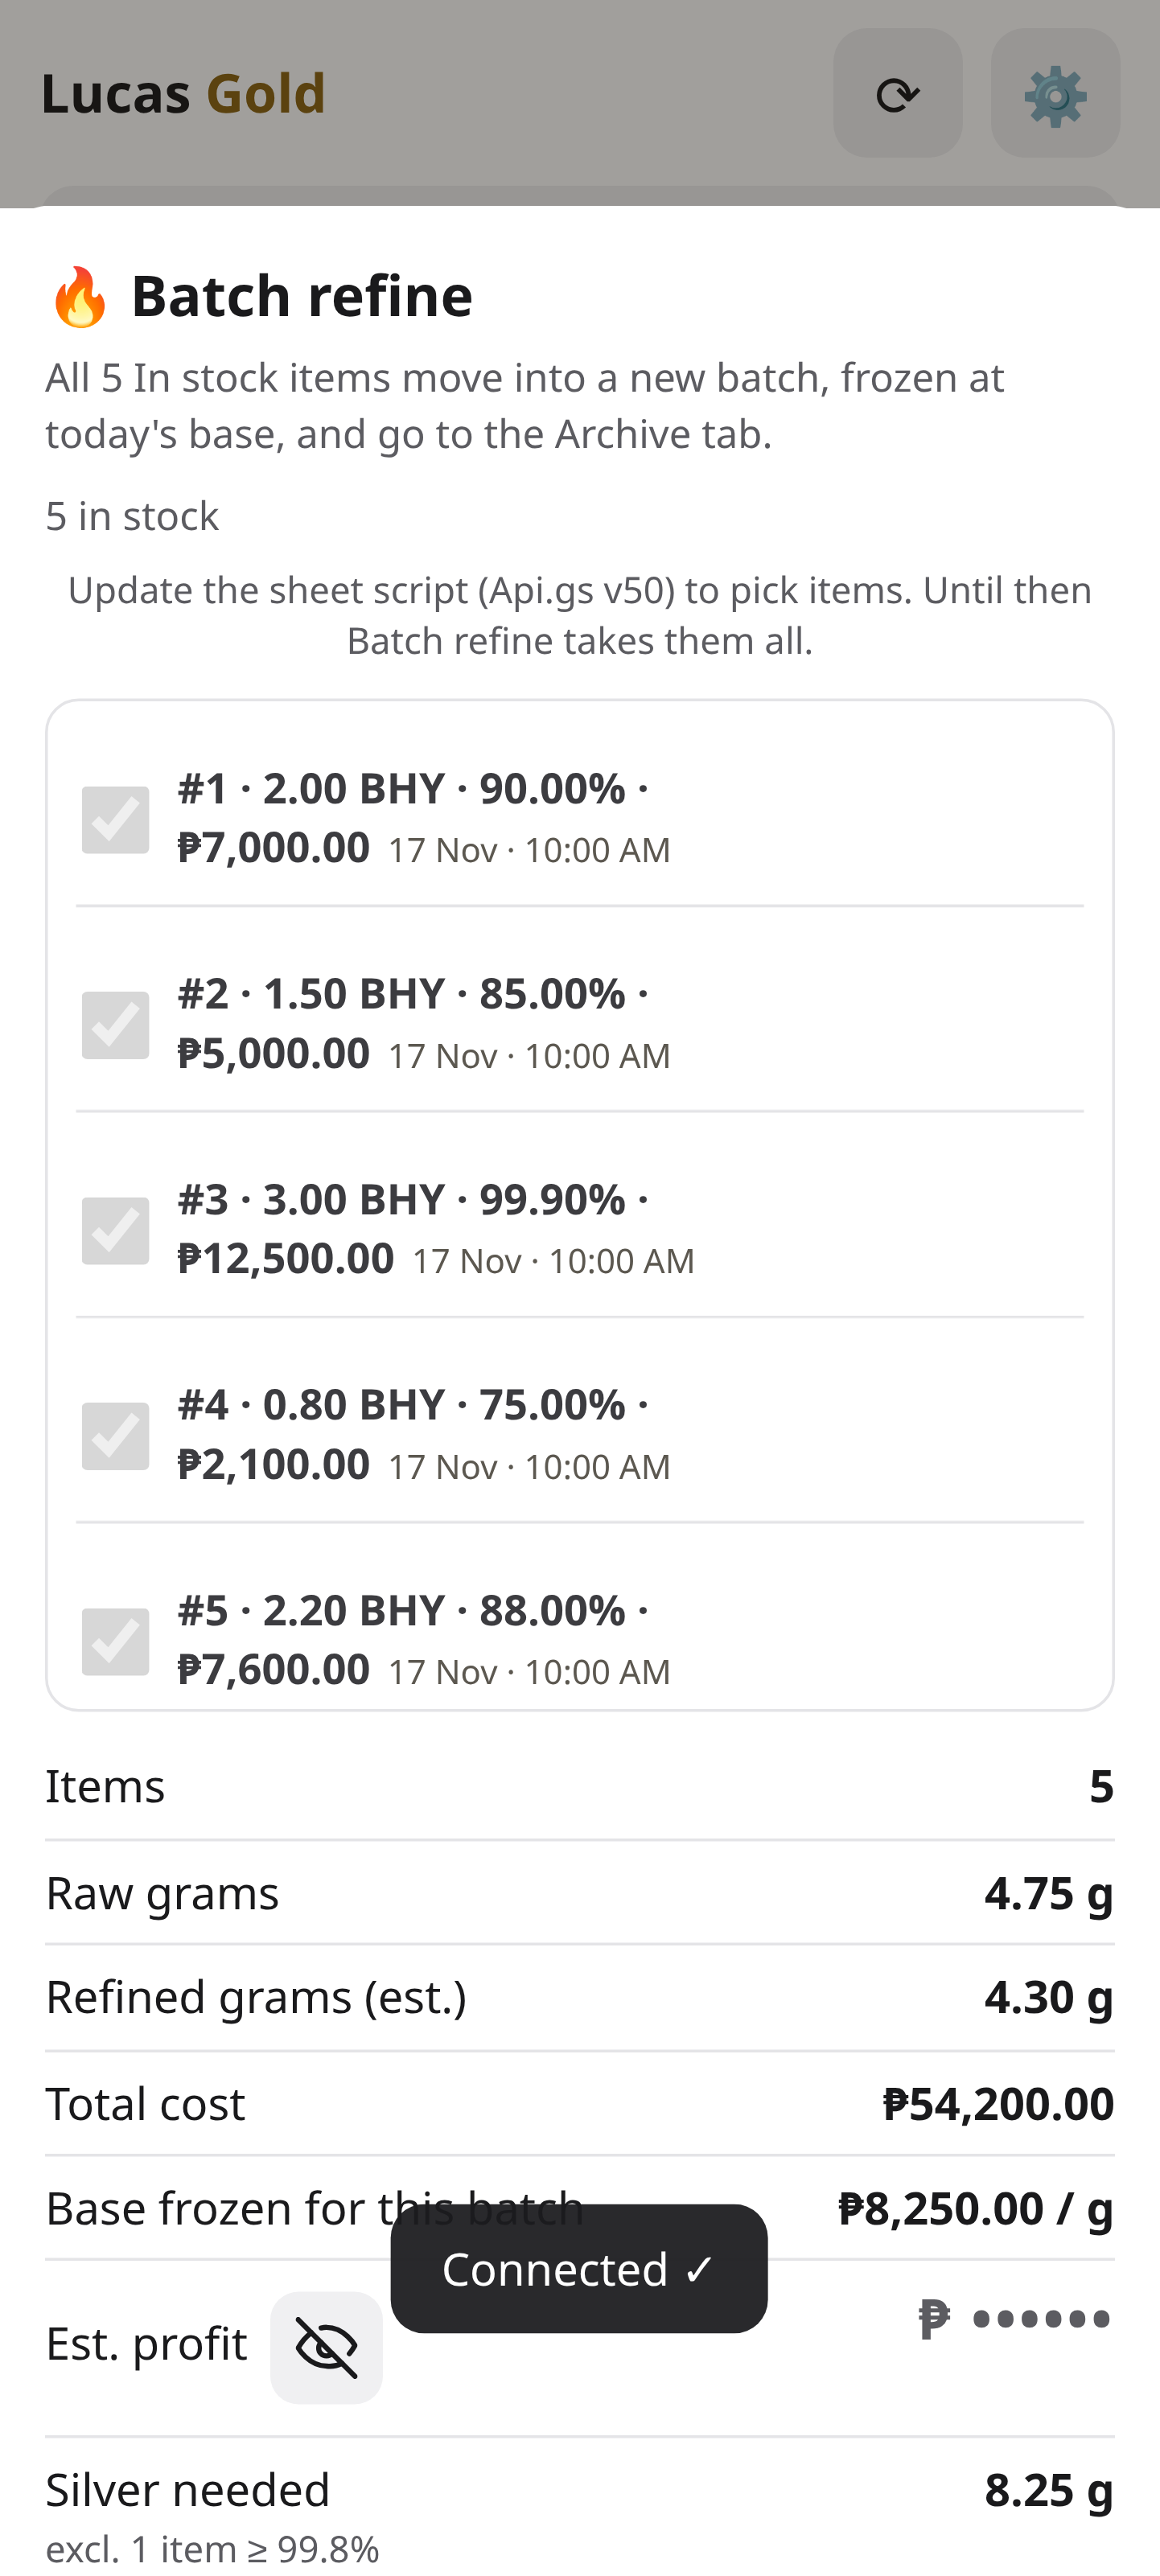 Lucas Gold
🔥 Batch refine
All 5 In stock items move into a new batch, frozen at
today's base, and go to the Archive tab.
5 in stock
Update the sheet script (Api.gs v50) to pick items. Until then
Batch refine takes them all.
#1 · 2.00 BHY · 90.00% ·
₱7,000.00 17 Nov · 10:00 AM
#2 · 1.50 BHY · 85.00% ·
₱5,000.00 17 Nov · 10:00 AM
#3 · 3.00 BHY · 99.90% ·
₱12,500.00 17 Nov · 10:00 AM
#4 · 0.80 BHY · 75.00% ·
₱2,100.00 17 Nov · 10:00 AM
#5 · 2.20 BHY · 88.00% ·
₱7,600.00 17 Nov · 10:00 AM
Items 5
Raw grams 4.75 g
Refined grams (est.) 4.30 g
Total cost ₱54,200.00
Base frozen for this batch ₱8,250.00 / g
Connected ✓
Est. profit ₱ ••••••
Silver needed 8.25 g
excl. 1 item ≥ 99.8%